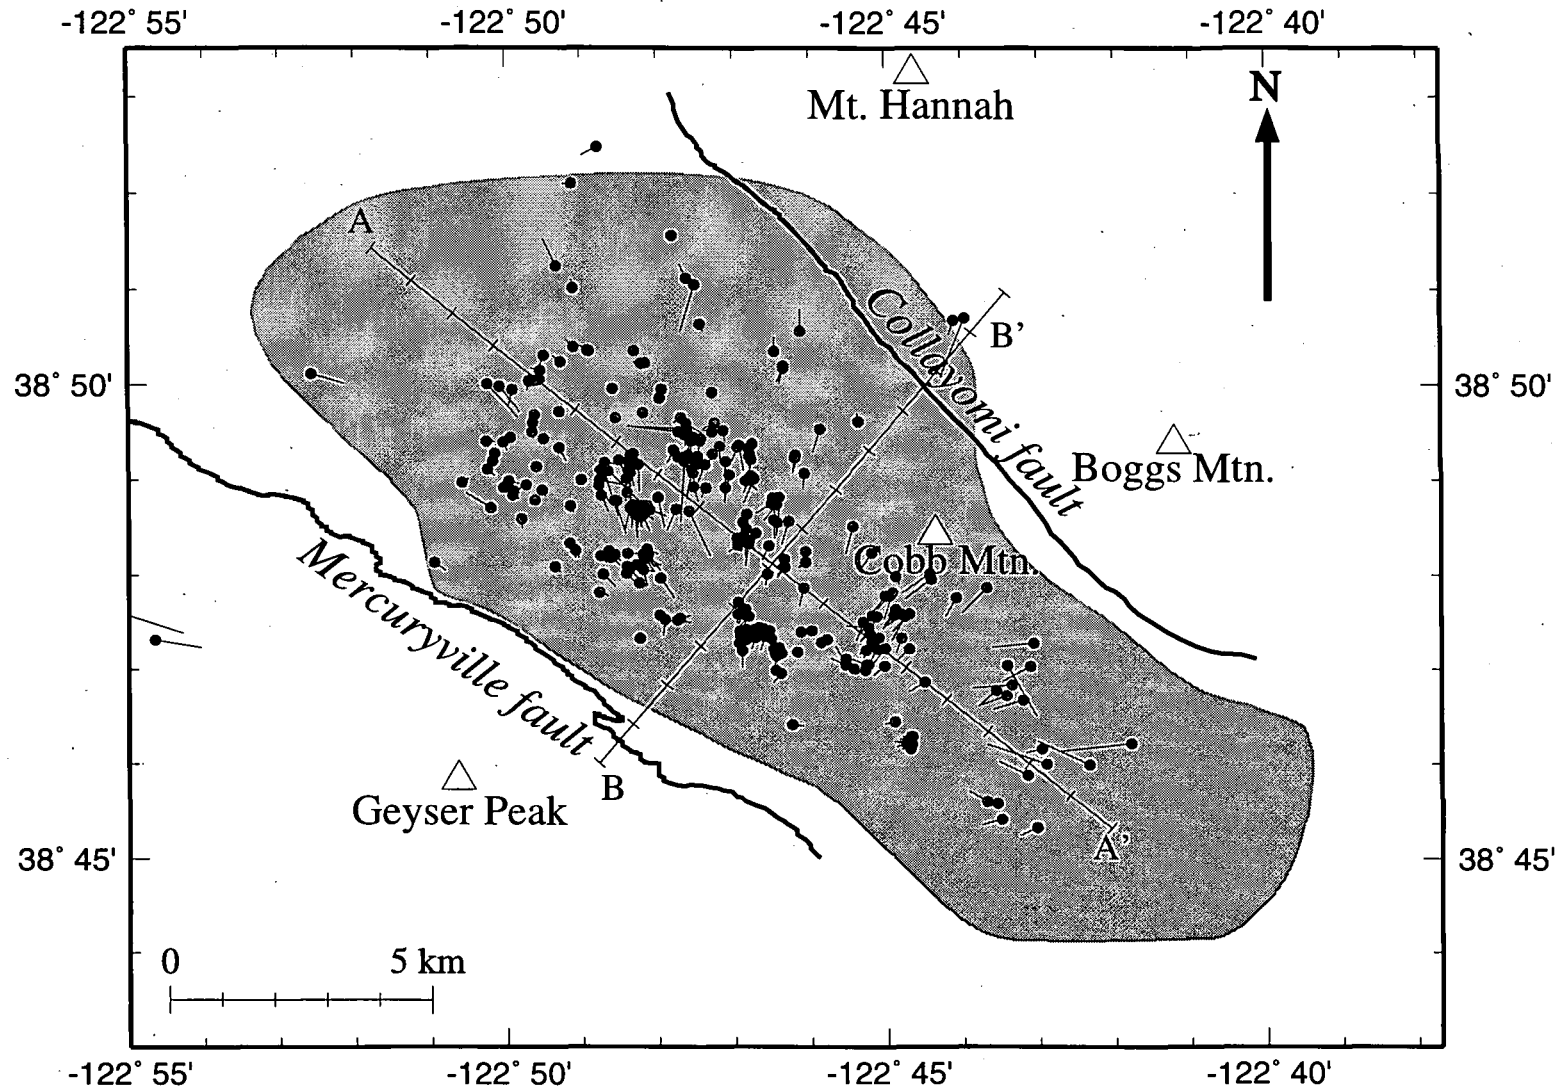 -122° 55' -122° 50' -122° 45' -122° 40'
Mt. Hannah
N
A
Collayomi fault
B'
38° 50' 38° 50'
Boggs Mtn.
Cobb Mtn.
Mercuryville fault
B
Geyser Peak
A'
38° 45' 38° 45'
0 5 km
-122° 55' -122° 50' -122° 45' -122° 40'